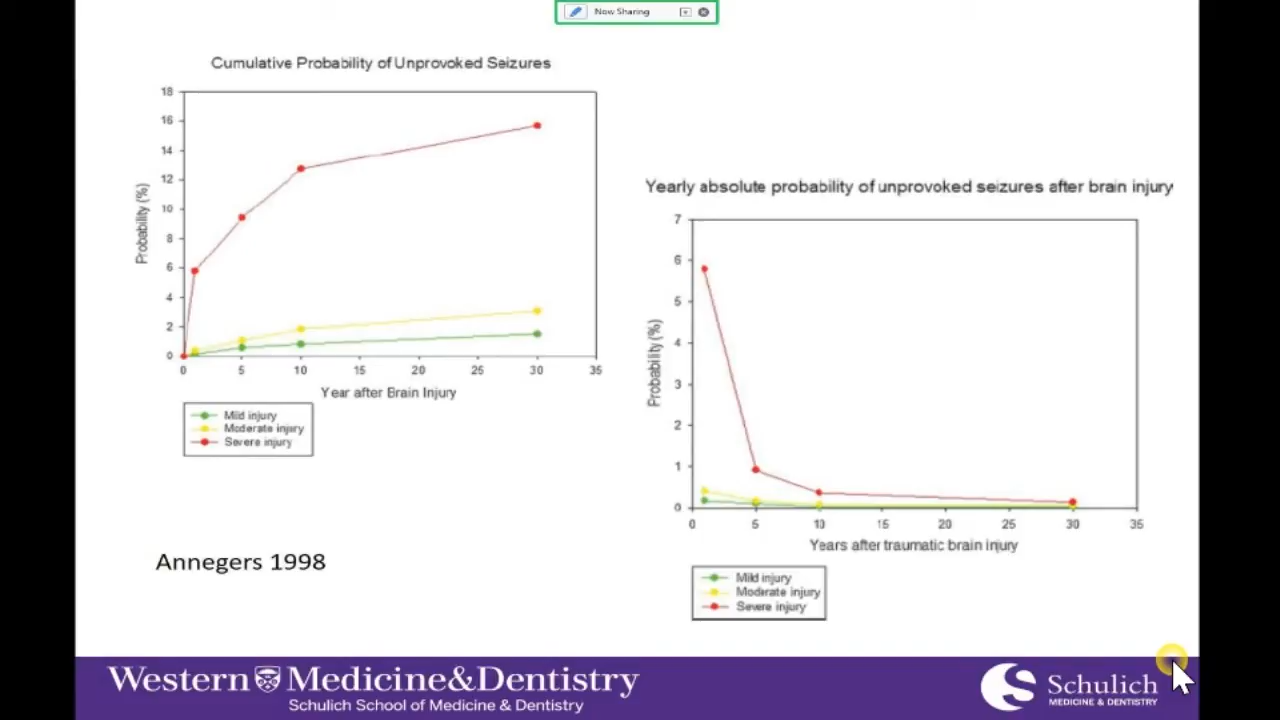 Now Sharing
Cumulative Probability of Unprovoked Seizures
18
16
14
12
10
8
6
4
2
0
Probability (%)
0 5 10 15 20 25 30 35
Year after Brain Injury
Mild injury
Moderate injury
Severe injury
Yearly absolute probability of unprovoked seizures after brain injury
7
6
5
4
3
2
1
0
Probability (%)
0 5 10 15 20 25 30 35
Years after traumatic brain injury
Mild injury
Moderate injury
Severe injury
Annegers 1998
Western Medicine&Dentistry
Schulich School of Medicine & Dentistry
Schulich
MEDICINE & DENTISTRY